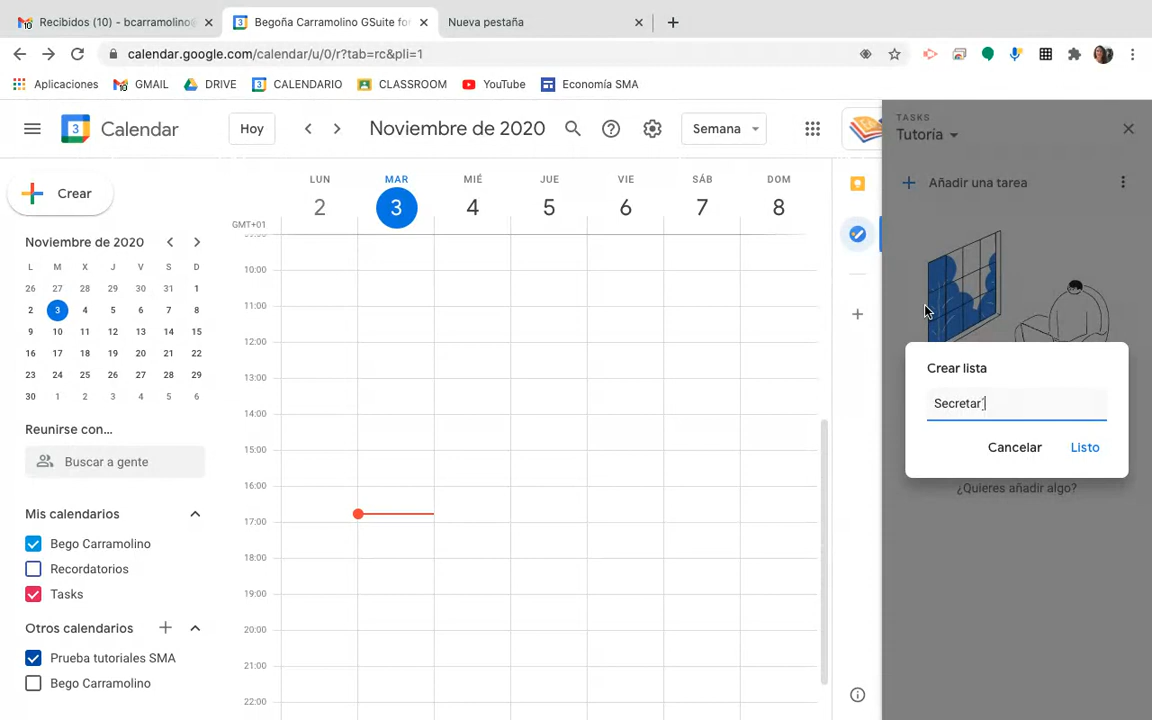 Recibidos (10) - bcarramolino@
Begoña Carramolino GSuite for
Nueva pestaña
calendar.google.com/calendar/u/0/r?tab=rc&pli=1
Aplicaciones GMAIL DRIVE CALENDARIO CLASSROOM YouTube Economía SMA
3 Calendar Hoy Noviembre de 2020 Semana
Crear
Noviembre de 2020
L M X J V S D
26 27 28 29 30 31 1
2 3 4 5 6 7 8
9 10 11 12 13 14 15
16 17 18 19 20 21 22
23 24 25 26 27 28 29
30 1 2 3 4 5 6
Reunirse con...
Buscar a gente
Mis calendarios
Bego Carramolino
Recordatorios
Tasks
Otros calendarios
Prueba tutoriales SMA
Bego Carramolino
LUN MAR MIÉ JUE VIE SÁB DOM
2 3 4 5 6 7 8
GMT+01
10:00
11:00
12:00
13:00
14:00
15:00
16:00
17:00
18:00
19:00
20:00
21:00
22:00
TASKS
Tutoría
Añadir una tarea
Crear lista
Secretar´
Cancelar Listo
¿Quieres añadir algo?